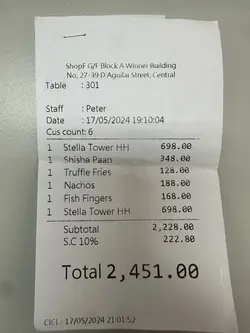 ShopF G/F Block A Winner Building
No, 27-39 D'Aguilar Street, Central
Table : 301
Staff : Peter
Date : 17/05/2024 19:10:04
Cus count: 6
1 Stella Tower HH 698.00
1 Shisha Paan 348.00
1 Truffle Fries 128.00
1 Nachos 188.00
1 Fish Fingers 168.00
1 Stella Tower HH 698.00
Subtotal 2,228.00
S.C 10% 222.80
Total 2,451.00
CIC1 : 17/05/2024 21:01:52